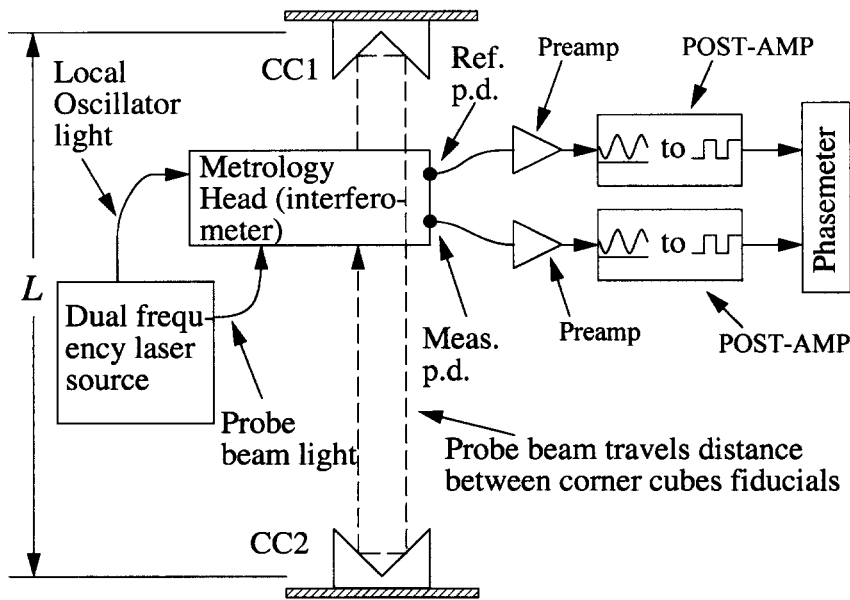 CC1
Local
Oscillator
light
Ref.
p.d.
Preamp
POST-AMP
Metrology
Head (interfero-
meter)
to
to
Phasemeter
L
Dual frequ-
ency laser
source
Meas.
p.d.
Preamp
POST-AMP
Probe
beam light
Probe beam travels distance
between corner cubes fiducials
CC2